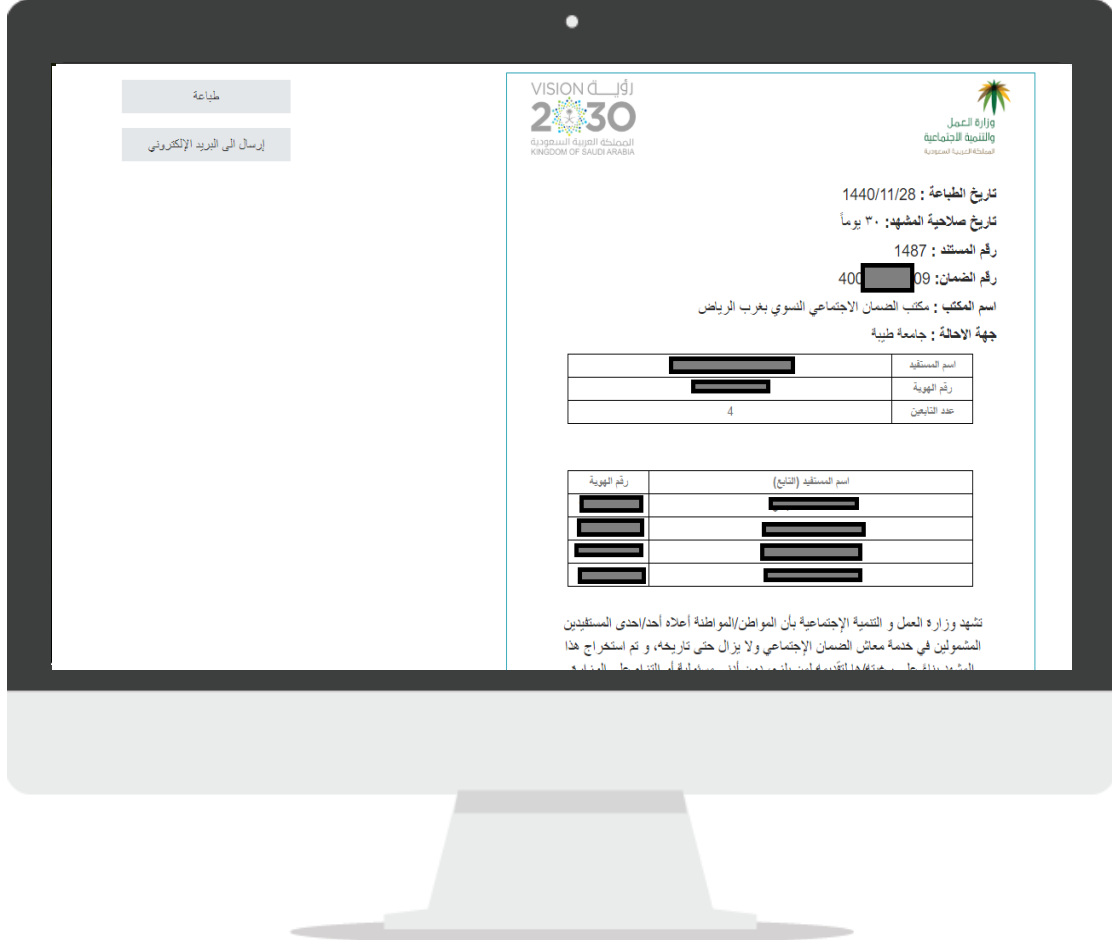 طباعة
إرسال الى البريد الإلكتروني
VISION رؤيــة
2030
المملكة العربية السعودية
KINGDOM OF SAUDI ARABIA
وزارة العمل
والتنمية الاجتماعية
المملكة العربية السعودية
تاريخ الطباعة : 1440/11/28
تاريخ صلاحية المشهد: ٣٠ يوماً
رقم المستند : 1487
رقم الضمان: 400 09
اسم المكتب : مكتب الضمان الاجتماعي النسوي بغرب الرياض
جهة الاحالة : جامعة طيبة
اسم المستفيد
رقم الهوية
عدد التابعين 4
اسم المستفيد (التابع) رقم الهوية
تشهد وزارة العمل و التنمية الإجتماعية بأن المواطن/المواطنة أعلاه أحد/احدى المستفيدين
المشمولين في خدمة معاش الضمان الإجتماعي ولا يزال حتى تاريخه، و تم استخراج هذا